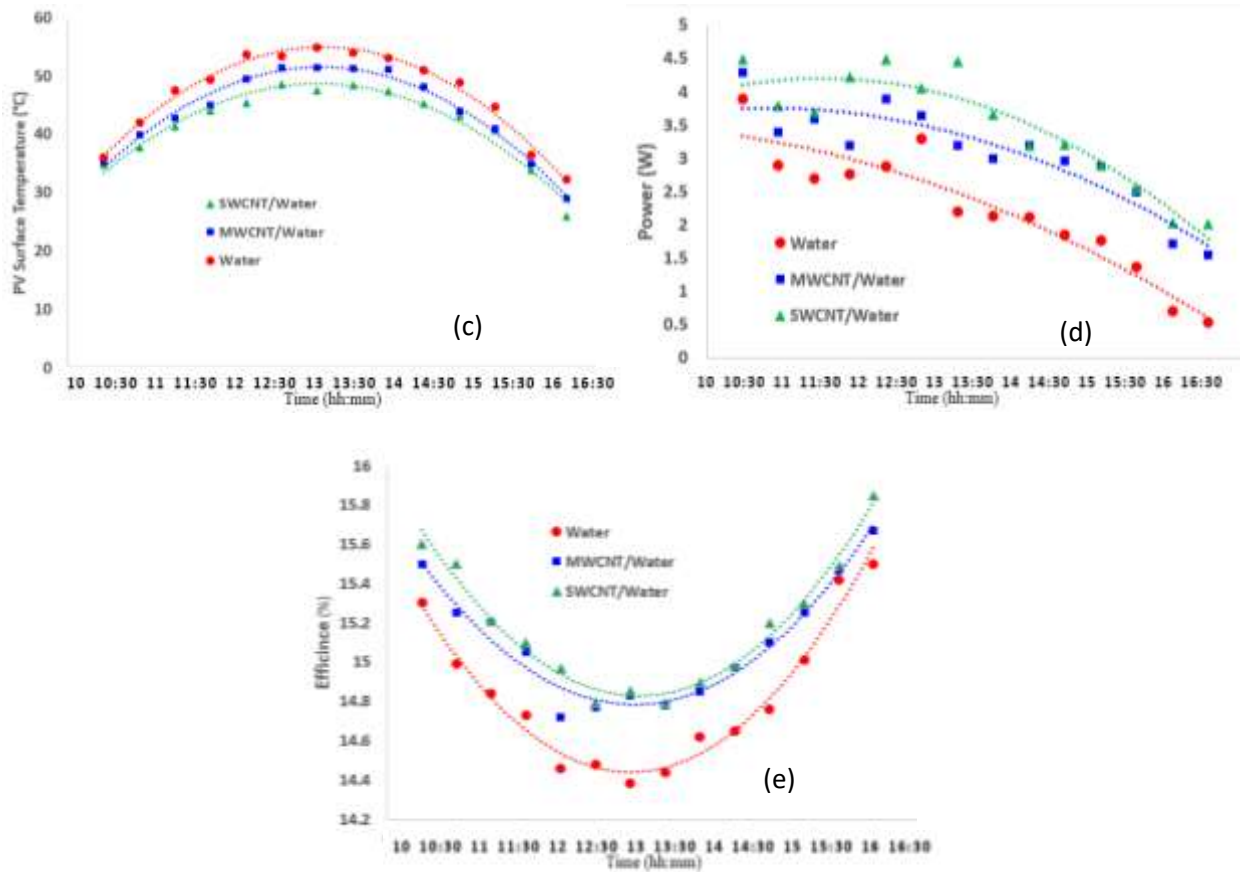 60
50
40
30
20
10
0
PV Surface Temperature (°C)
SWCNT/Water
MWCNT/Water
Water
(c)
10 10:30 11 11:30 12 12:30 13 13:30 14 14:30 15 15:30 16 16:30
Time (hh:mm)
5
4.5
4
3.5
3
2.5
2
1.5
1
0.5
0
Power (W)
Water
MWCNT/Water
SWCNT/Water
(d)
10 10:30 11 11:30 12 12:30 13 13:30 14 14:30 15 15:30 16 16:30
Time (hh:mm)
16
15.8
15.6
15.4
15.2
15
14.8
14.6
14.4
14.2
Efficince (%)
Water
MWCNT/Water
SWCNT/Water
(e)
10 10:30 11 11:30 12 12:30 13 13:30 14 14:30 15 15:30 16 16:30
Time (hh:mm)